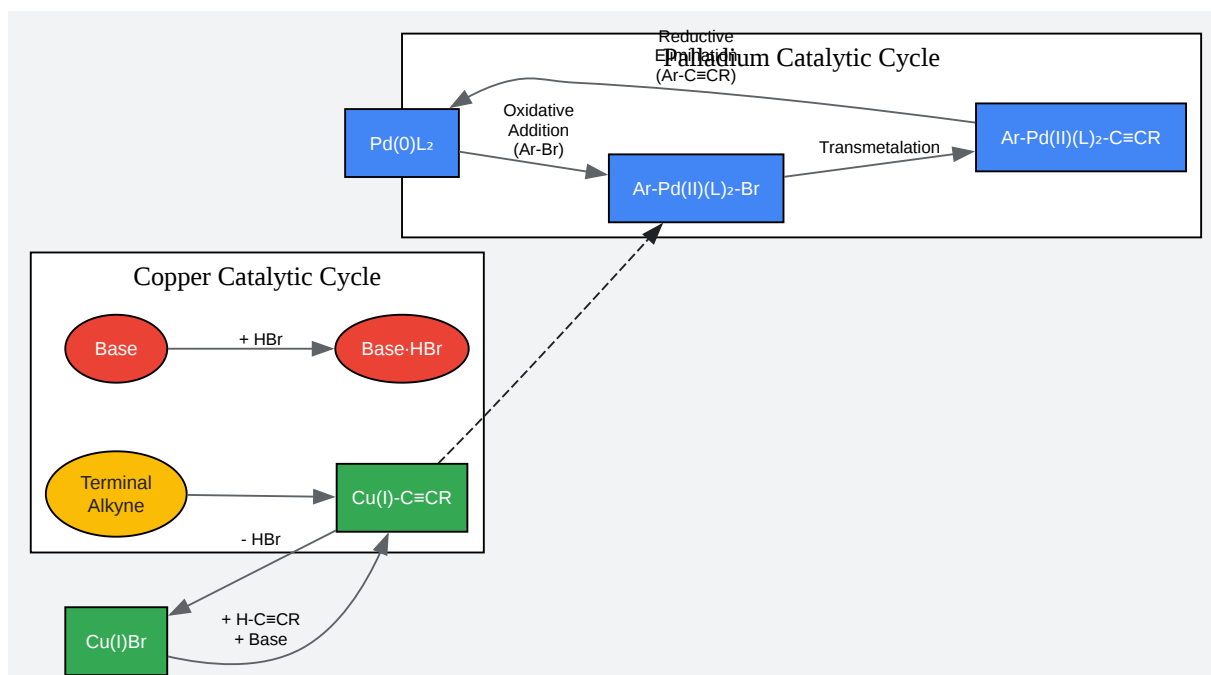 Palladium Catalytic Cycle
Reductive
Elimination
(Ar-C≡CR)
Oxidative
Addition
(Ar-Br)
Pd(0)L₂
Ar-Pd(II)(L)₂-C≡CR
Transmetalation
Ar-Pd(II)(L)₂-Br
Copper Catalytic Cycle
Base
+ HBr
Base·HBr
Terminal
Alkyne
Cu(I)-C≡CR
- HBr
+ H-C≡CR
+ Base
Cu(I)Br